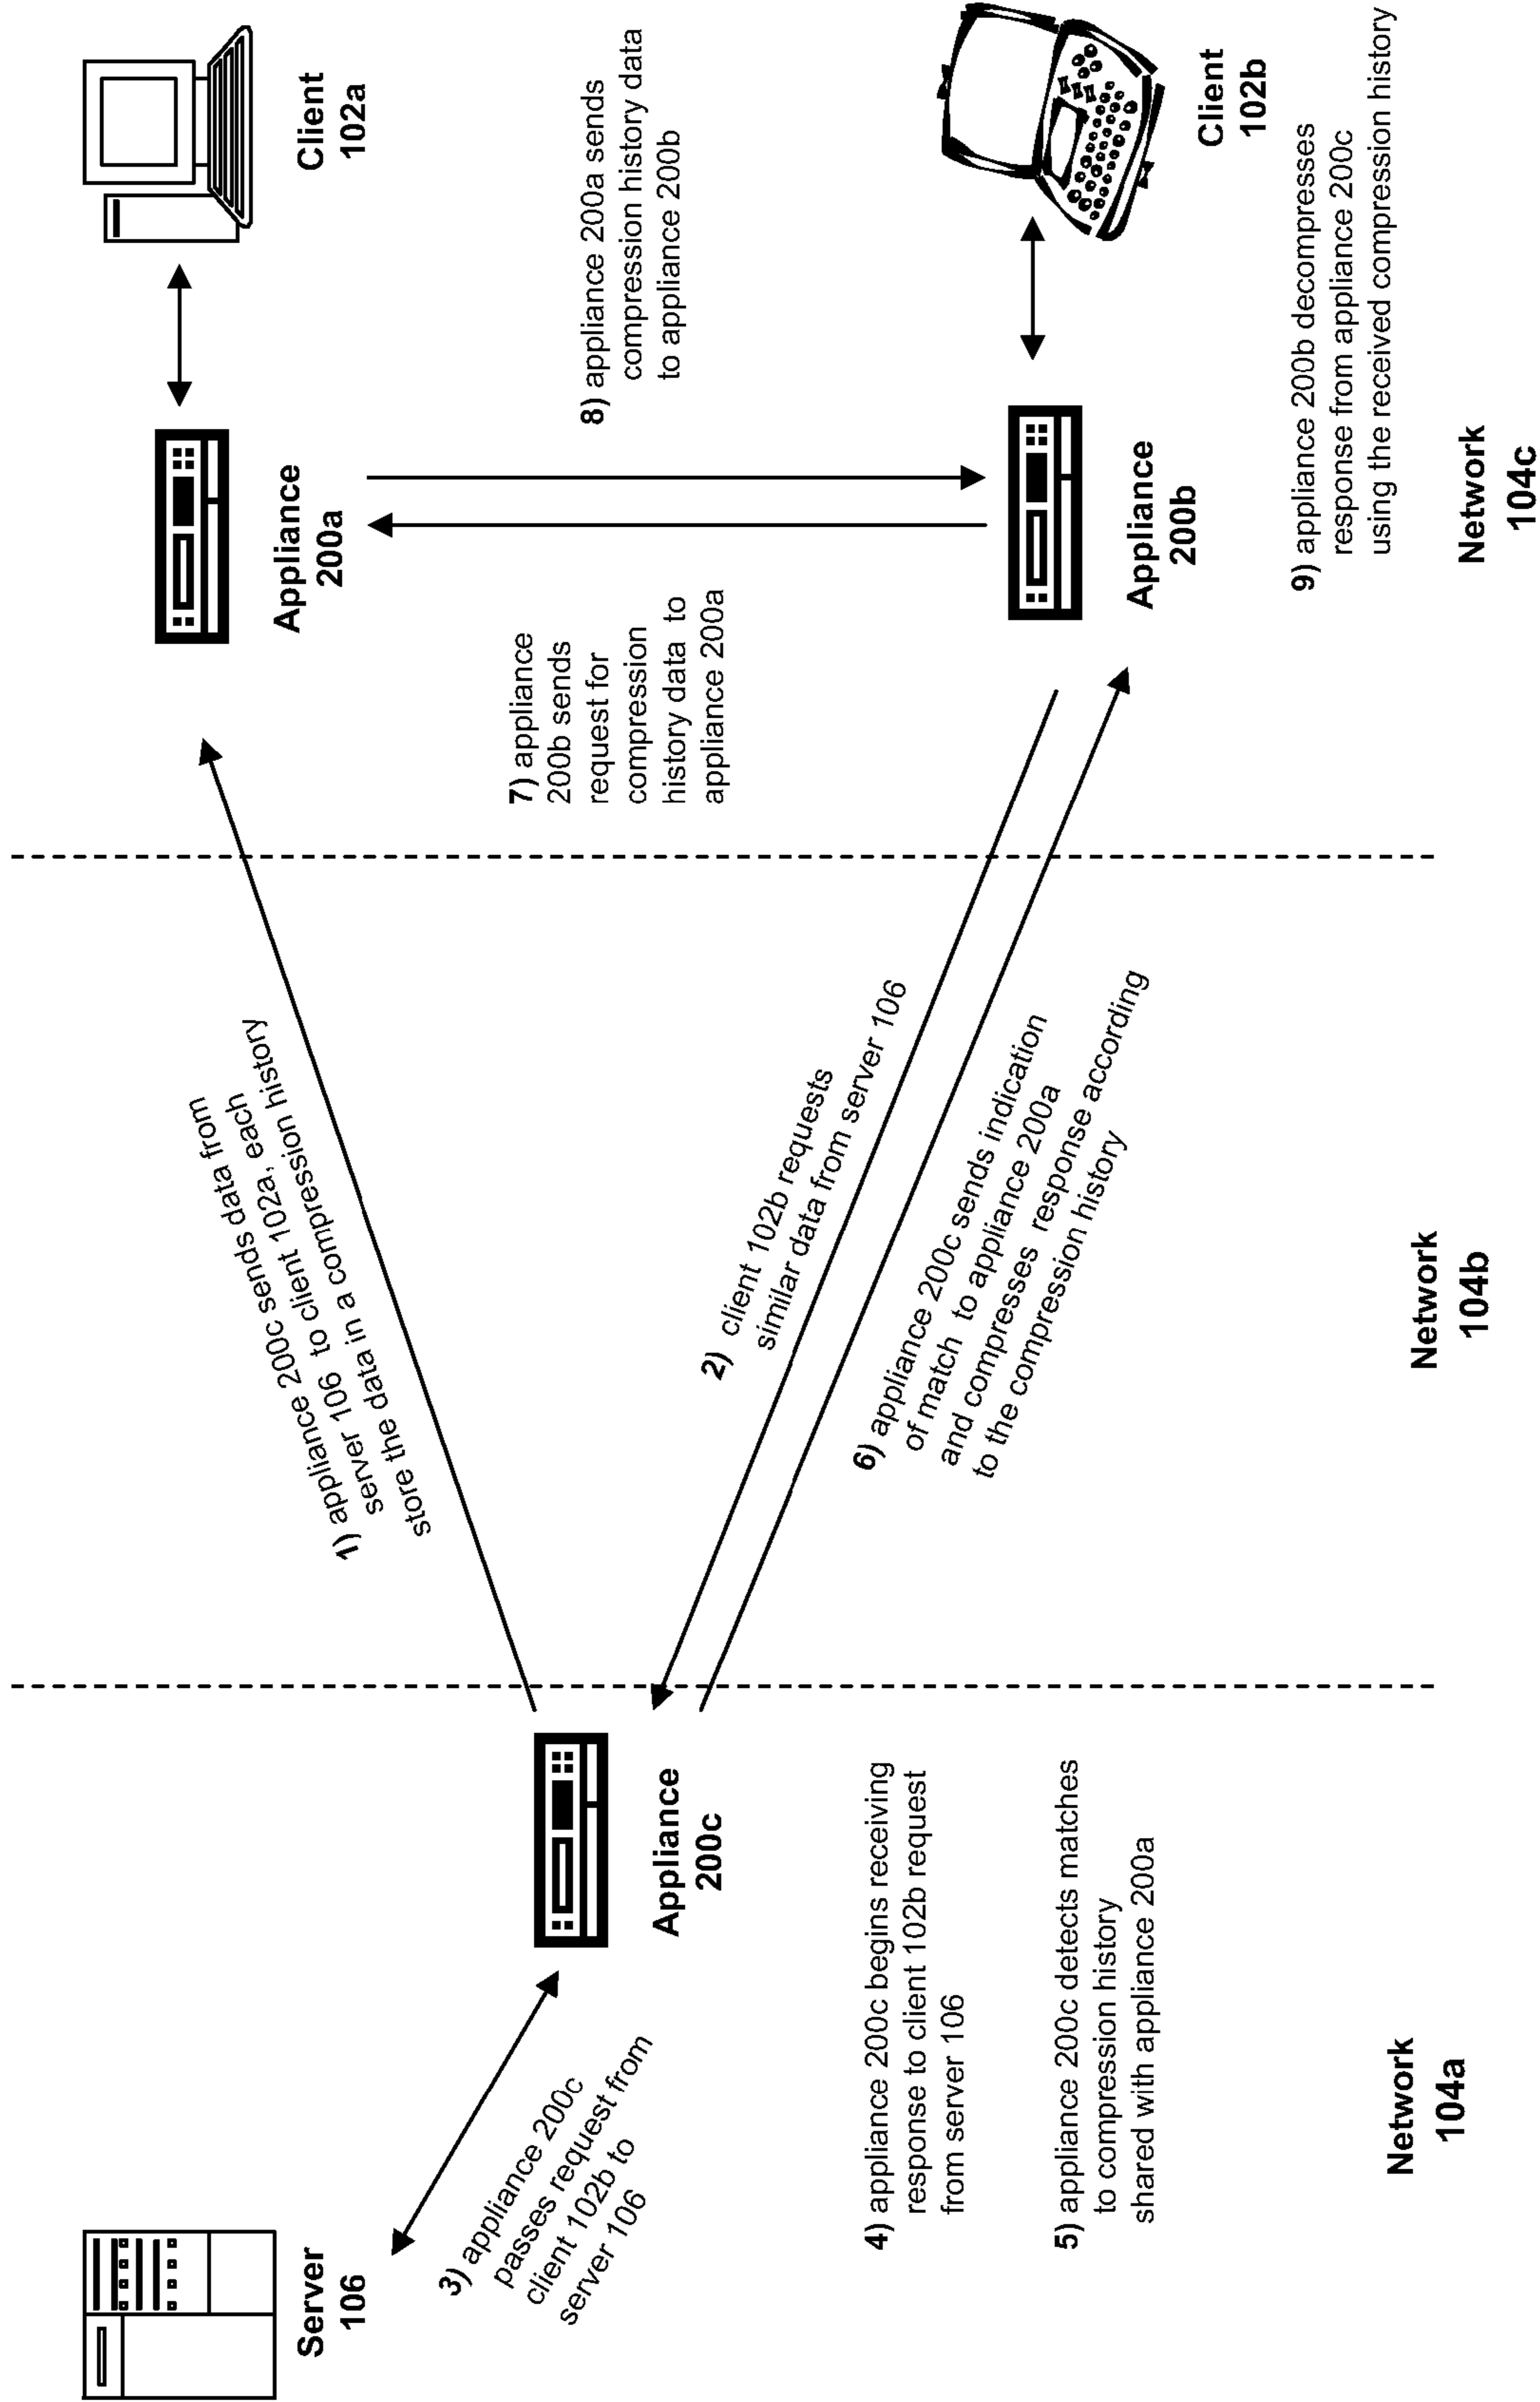 Server
106
3) appliance 200c
passes request from
client 102b to
server 106
Appliance
200c
4) appliance 200c begins receiving
response to client 102b request
from server 106
5) appliance 200c detects matches
to compression history
shared with appliance 200a
Network
104a
1) appliance 200c sends data from
server 106 to client 102a, each
store the data in a compression history
2) client 102b requests
similar data from server 106
6) appliance 200c sends indication
of match to appliance 200a
and compresses response according
to the compression history
Network
104b
Appliance
200a
Client
102a
7) appliance
200b sends
request for
compression
history data to
appliance 200a
8) appliance 200a sends
compression history data
to appliance 200b
Appliance
200b
Client
102b
9) appliance 200b decompresses
response from appliance 200c
using the received compression history
Network
104c